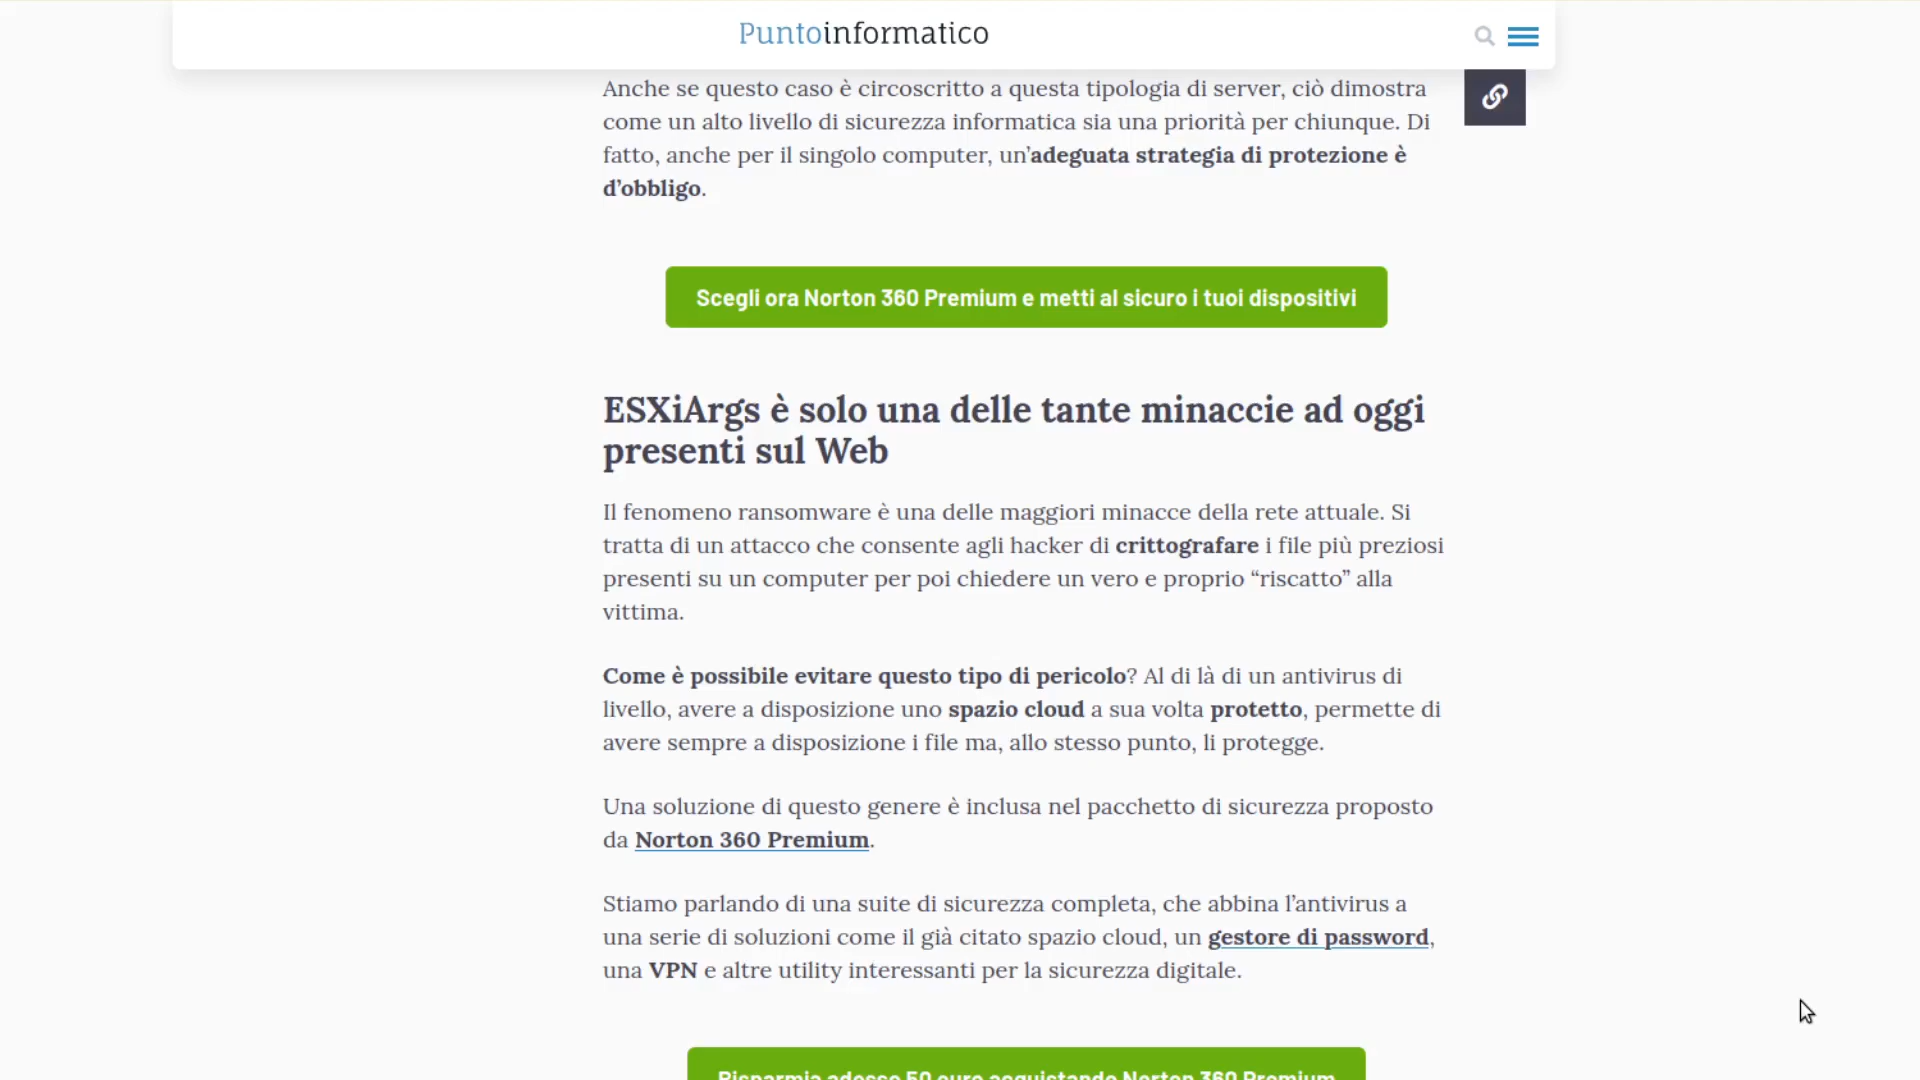 Puntoinformatico
Anche se questo caso è circoscritto a questa tipologia di server, ciò dimostra
come un alto livello di sicurezza informatica sia una priorità per chiunque. Di
fatto, anche per il singolo computer, un’adeguata strategia di protezione è
d’obbligo.
Scegli ora Norton 360 Premium e metti al sicuro i tuoi dispositivi
ESXiArgs è solo una delle tante minaccie ad oggi
presenti sul Web
Il fenomeno ransomware è una delle maggiori minacce della rete attuale. Si
tratta di un attacco che consente agli hacker di crittografare i file più preziosi
presenti su un computer per poi chiedere un vero e proprio “riscatto” alla
vittima.
Come è possibile evitare questo tipo di pericolo? Al di là di un antivirus di
livello, avere a disposizione uno spazio cloud a sua volta protetto, permette di
avere sempre a disposizione i file ma, allo stesso punto, li protegge.
Una soluzione di questo genere è inclusa nel pacchetto di sicurezza proposto
da Norton 360 Premium.
Stiamo parlando di una suite di sicurezza completa, che abbina l’antivirus a
una serie di soluzioni come il già citato spazio cloud, un gestore di password,
una VPN e altre utility interessanti per la sicurezza digitale.
Risparmia adesso 50 euro acquistando Norton 360 Premium